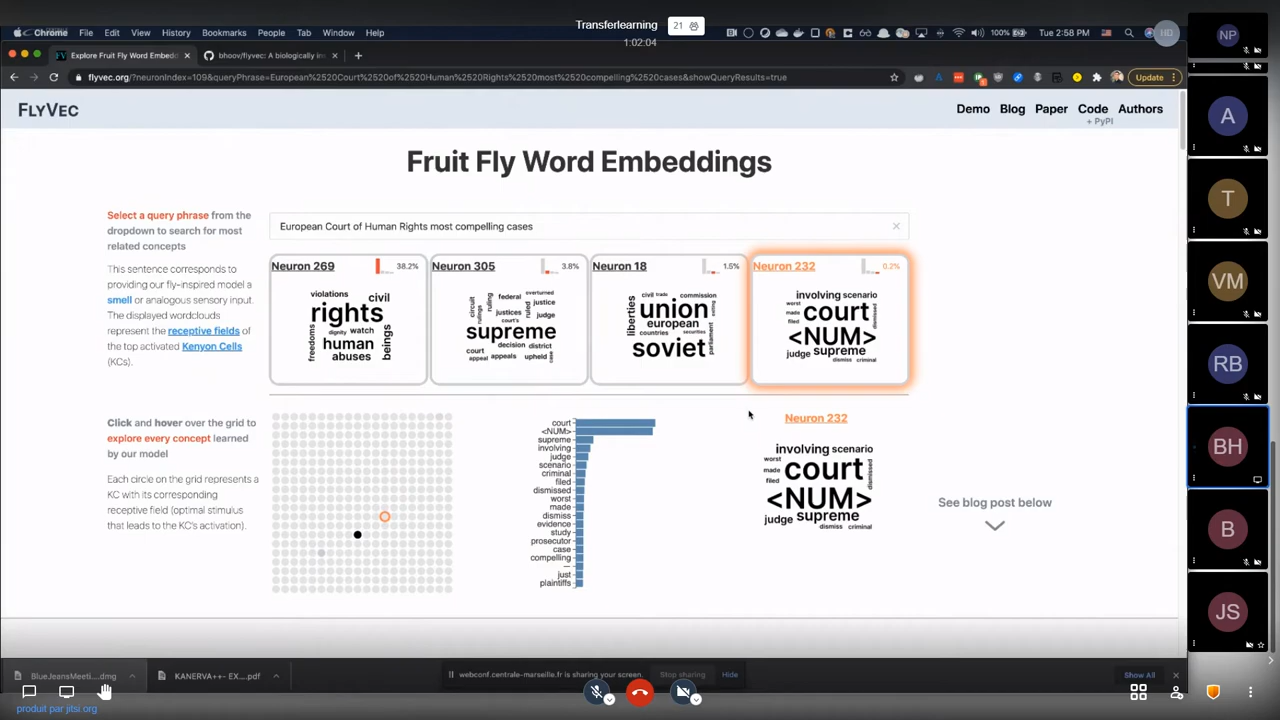 Transferlearning
21
1:02:04
Chrome File Edit View History Bookmarks People Tab Window Help
100%
Tue 2:58 PM
HD
Explore Fruit Fly Word Embedd
bhoov/flyvec: A biologically in
flyvec.org/?neuronIndex=109&queryPhrase=European%2520Court%2520of%2520Human%2520Rights%2520most%2520compelling%2520cases&showQueryResults=true
Update
FLYVEC
Demo Blog Paper Code Authors
+ PyPI
Fruit Fly Word Embeddings
Select a query phrase from the
dropdown to search for most
related concepts
This sentence corresponds to
providing our fly-inspired model a
smell or analogous sensory input.
The displayed wordclouds
represent the receptive fields of
the top activated Kenyon Cells
(KCs).
European Court of Human Rights most compelling cases
Neuron 269
38.2%
violations
civil
rights
dignity watch
human
abuses
freedoms
beings
Neuron 305
3.8%
overturned
federal
justice
circuit
rulings
ruling
justices
ruled
judge
court's
supreme
decision district
court
appeal
appeals
upheld
case
Neuron 18
1.5%
civil trade commission
liberties
union
european
countries
securities
soviet
parliament
Neuron 232
0.2%
involving scenario
worst
made
filed
court
<NUM>
dismissed
judge supreme
dismiss criminal
Click and hover over the grid to
explore every concept learned
by our model
Each circle on the grid represents a
KC with its corresponding
receptive field (optimal stimulus
that leads to the KC's activation).
court
<NUM>
supreme
involving
judge
scenario
criminal
filed
dismissed
worst
made
dismiss
evidence
study
prosecutor
case
compelling
—
just
plaintiffs
Neuron 232
involving scenario
worst
made
filed
court
<NUM>
dismissed
judge supreme
dismiss criminal
See blog post below
BlueJeansMeeti....dmg
KANERVA++- EX....pdf
webconf.centrale-marseille.fr is sharing your screen.
Stop sharing
Hide
Show All
produit par jitsi org
NP
A
T
VM
RB
BH
B
JS